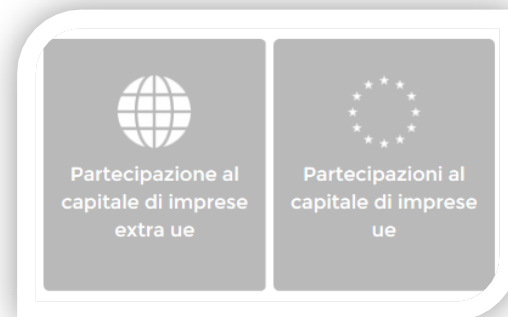 Partecipazione al
capitale di imprese
extra ue
Partecipazioni al
capitale di imprese
ue